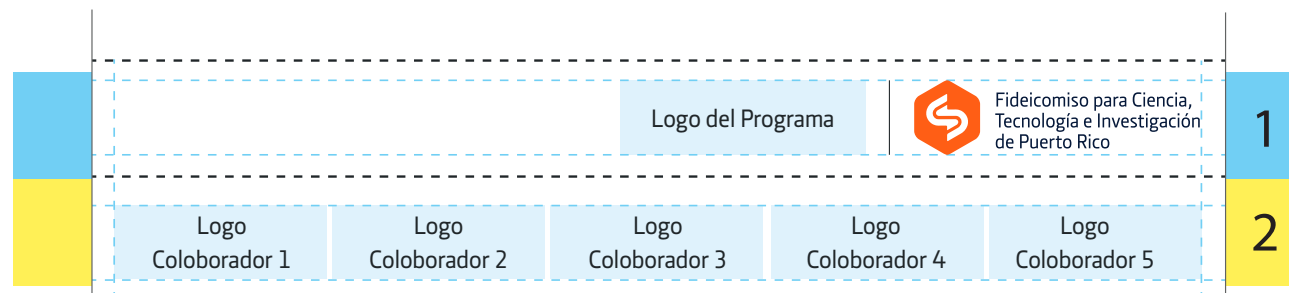 Logo del Programa
Fideicomiso para Ciencia,
Tecnología e Investigación
de Puerto Rico
1
Logo
Coloborador 1
Logo
Coloborador 2
Logo
Coloborador 3
Logo
Coloborador 4
Logo
Coloborador 5
2